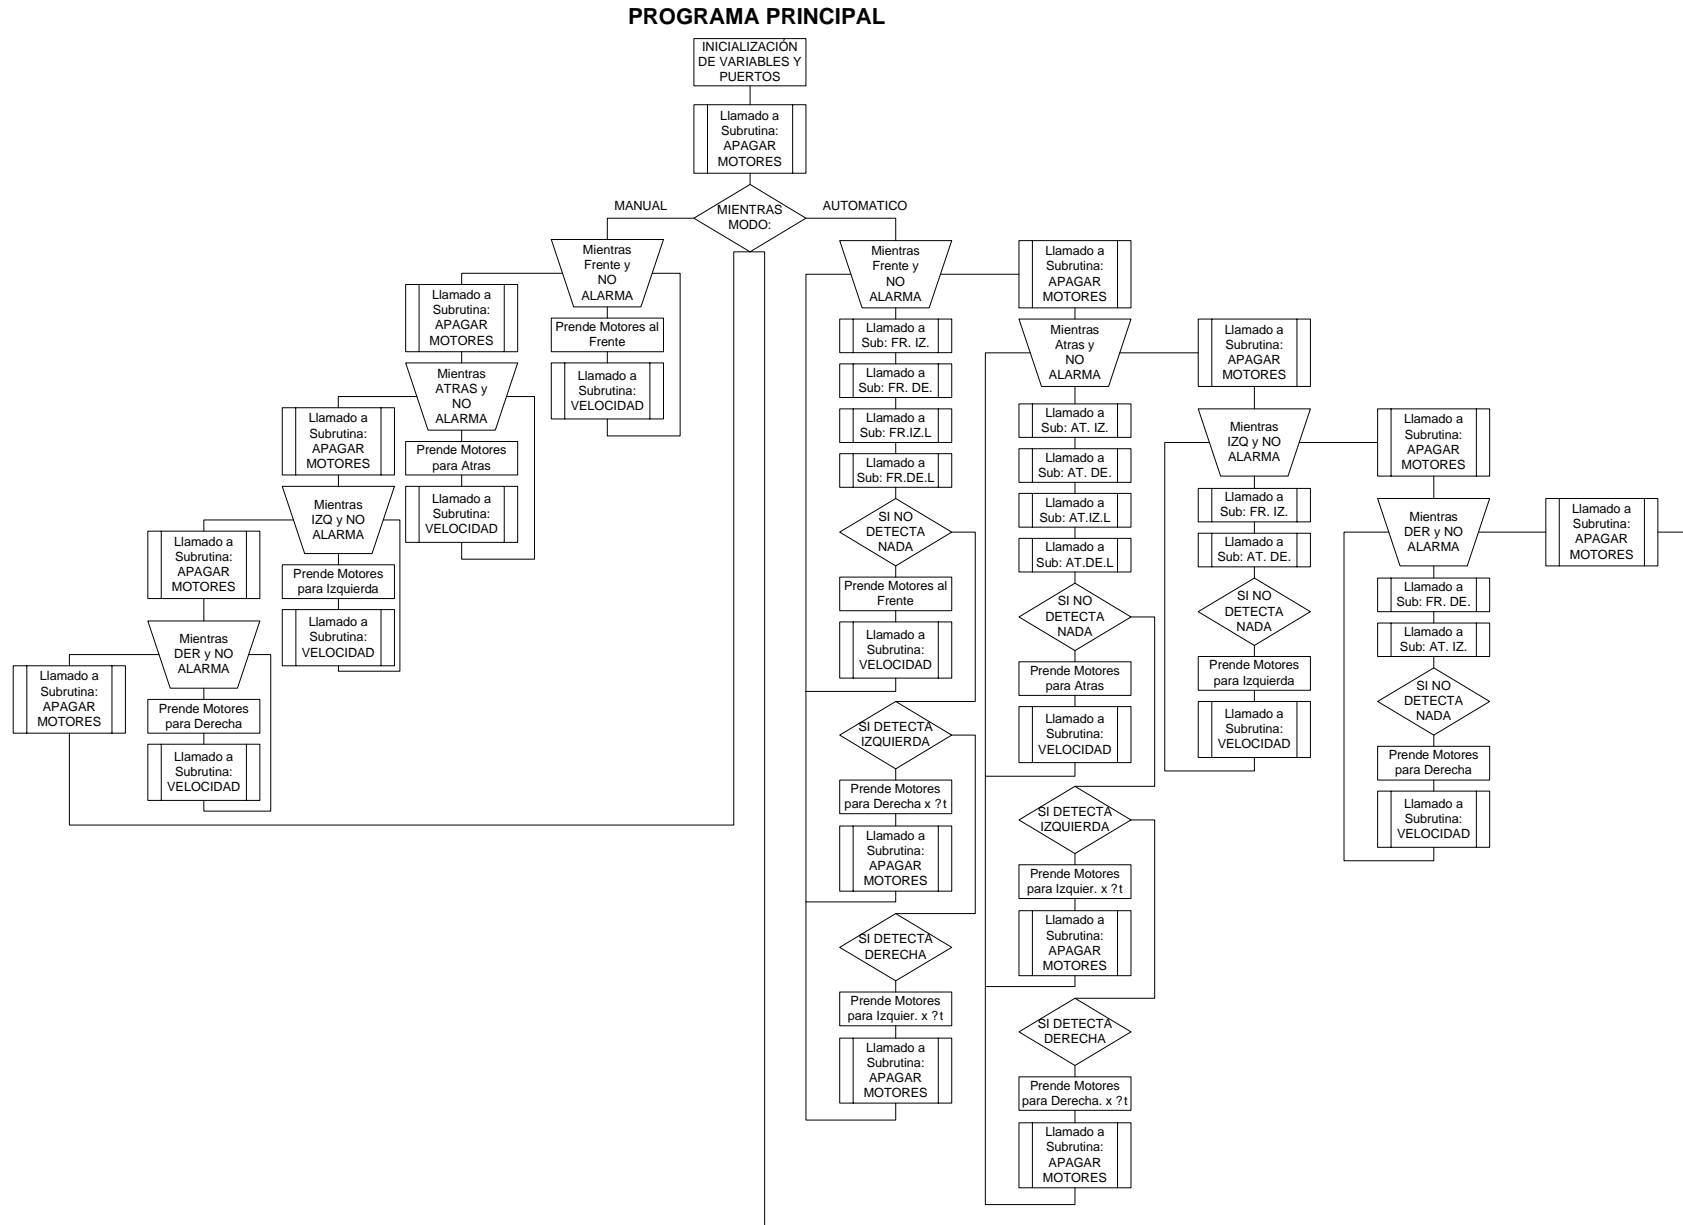 PROGRAMA PRINCIPAL
INICIALIZACIÓN
DE VARIABLES Y
PUERTOS
Llamado a
Subrutina:
APAGAR
MOTORES
MIENTRAS
MODO:
MANUAL
AUTOMATICO
Mientras
Frente y
NO
ALARMA
Prende Motores al
Frente
Llamado a
Subrutina:
VELOCIDAD
Llamado a
Subrutina:
APAGAR
MOTORES
Mientras
ATRAS y
NO
ALARMA
Prende Motores
para Atras
Llamado a
Subrutina:
VELOCIDAD
Llamado a
Subrutina:
APAGAR
MOTORES
Mientras
IZQ y NO
ALARMA
Prende Motores
para Izquierda
Llamado a
Subrutina:
VELOCIDAD
Llamado a
Subrutina:
APAGAR
MOTORES
Mientras
DER y NO
ALARMA
Prende Motores
para Derecha
Llamado a
Subrutina:
VELOCIDAD
Llamado a
Subrutina:
APAGAR
MOTORES
Mientras
Frente y
NO
ALARMA
Llamado a
Sub: FR. IZ.
Llamado a
Sub: FR. DE.
Llamado a
Sub: FR.IZ.L
Llamado a
Sub: FR.DE.L
SI NO
DETECTA
NADA
Prende Motores al
Frente
Llamado a
Subrutina:
VELOCIDAD
SI DETECTA
IZQUIERDA
Prende Motores
para Derecha x ?t
Llamado a
Subrutina:
APAGAR
MOTORES
SI DETECTA
DERECHA
Prende Motores
para Izquier. x ?t
Llamado a
Subrutina:
APAGAR
MOTORES
Llamado a
Subrutina:
APAGAR
MOTORES
Mientras
Atras y
NO
ALARMA
Llamado a
Sub: AT. IZ.
Llamado a
Sub: AT. DE.
Llamado a
Sub: AT.IZ.L
Llamado a
Sub: AT.DE.L
SI NO
DETECTA
NADA
Prende Motores
para Atras
Llamado a
Subrutina:
VELOCIDAD
SI DETECTA
IZQUIERDA
Prende Motores
para Izquier. x ?t
Llamado a
Subrutina:
APAGAR
MOTORES
SI DETECTA
DERECHA
Prende Motores
para Derecha. x ?t
Llamado a
Subrutina:
APAGAR
MOTORES
Llamado a
Subrutina:
APAGAR
MOTORES
Mientras
IZQ y NO
ALARMA
Llamado a
Sub: FR. IZ.
Llamado a
Sub: AT. DE.
SI NO
DETECTA
NADA
Prende Motores
para Izquierda
Llamado a
Subrutina:
VELOCIDAD
Llamado a
Subrutina:
APAGAR
MOTORES
Mientras
DER y NO
ALARMA
Llamado a
Sub: FR. DE.
Llamado a
Sub: AT. IZ.
SI NO
DETECTA
NADA
Prende Motores
para Derecha
Llamado a
Subrutina:
VELOCIDAD
Llamado a
Subrutina:
APAGAR
MOTORES